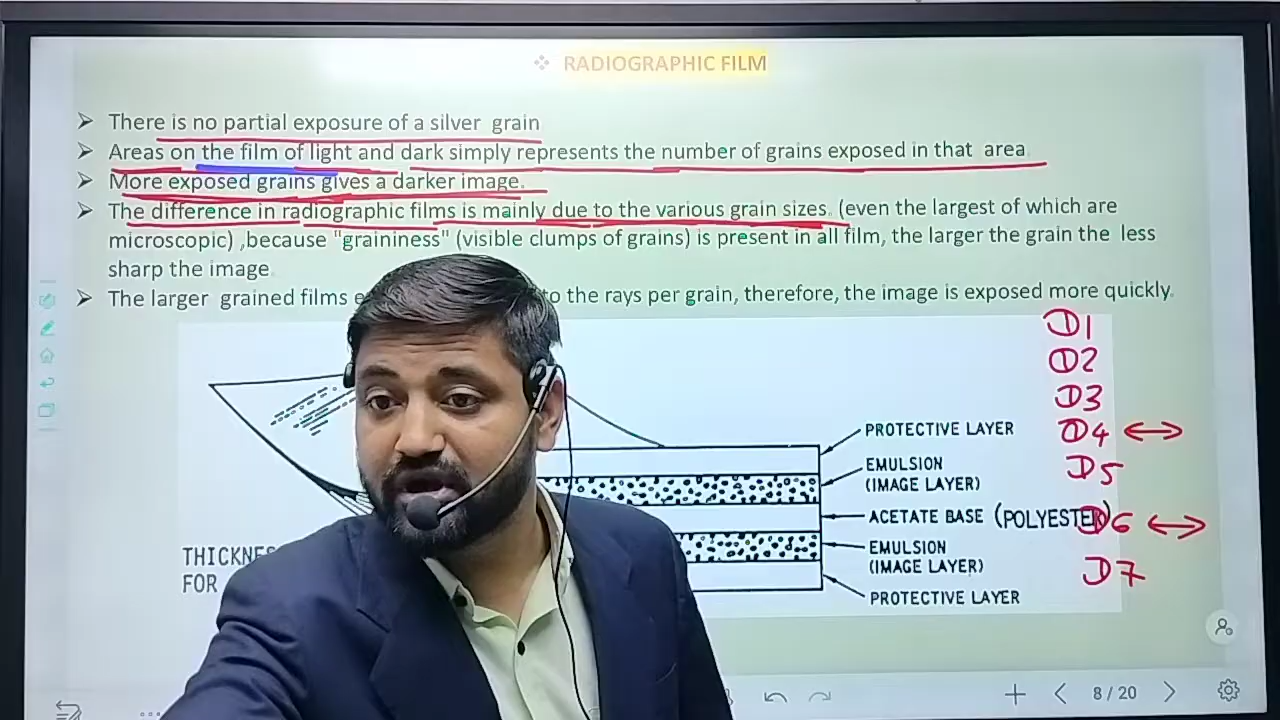 ❖ RADIOGRAPHIC FILM
➤ There is no partial exposure of a silver grain
➤ Areas on the film of light and dark simply represents the number of grains exposed in that area.
➤ More exposed grains gives a darker image.
➤ The difference in radiographic films is mainly due to the various grain sizes. (even the largest of which are
microscopic) ,because "graininess" (visible clumps of grains) is present in all film, the larger the grain the less
sharp the image.
➤ The larger grained films to the rays per grain, therefore, the image is exposed more quickly.
D1
D2
D3
PROTECTIVE LAYER
D4 ↔
EMULSION
(IMAGE LAYER)
D5
ACETATE BASE (POLYESTER)
D6 ↔
EMULSION
(IMAGE LAYER)
THICKNE
FOR
D7
PROTECTIVE LAYER
8 / 20